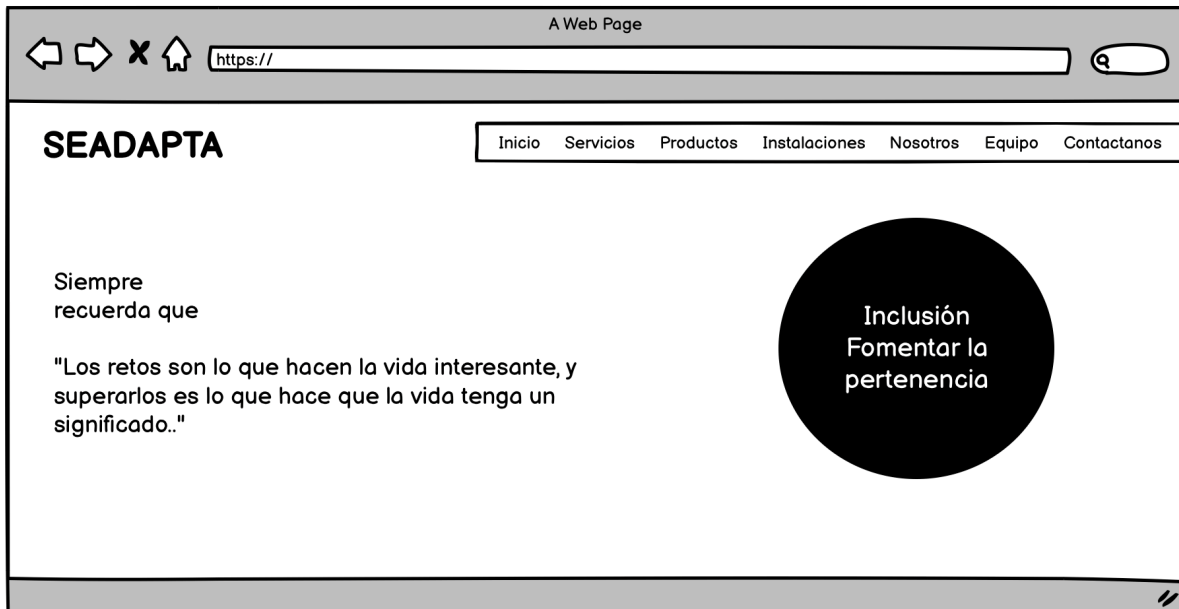 A Web Page
https://
SEADAPTA
Inicio Servicios Productos Instalaciones Nosotros Equipo Contactanos
Siempre
recuerda que
"Los retos son lo que hacen la vida interesante, y
superarlos es lo que hace que la vida tenga un
significado.."
Inclusión
Fomentar la
pertenencia